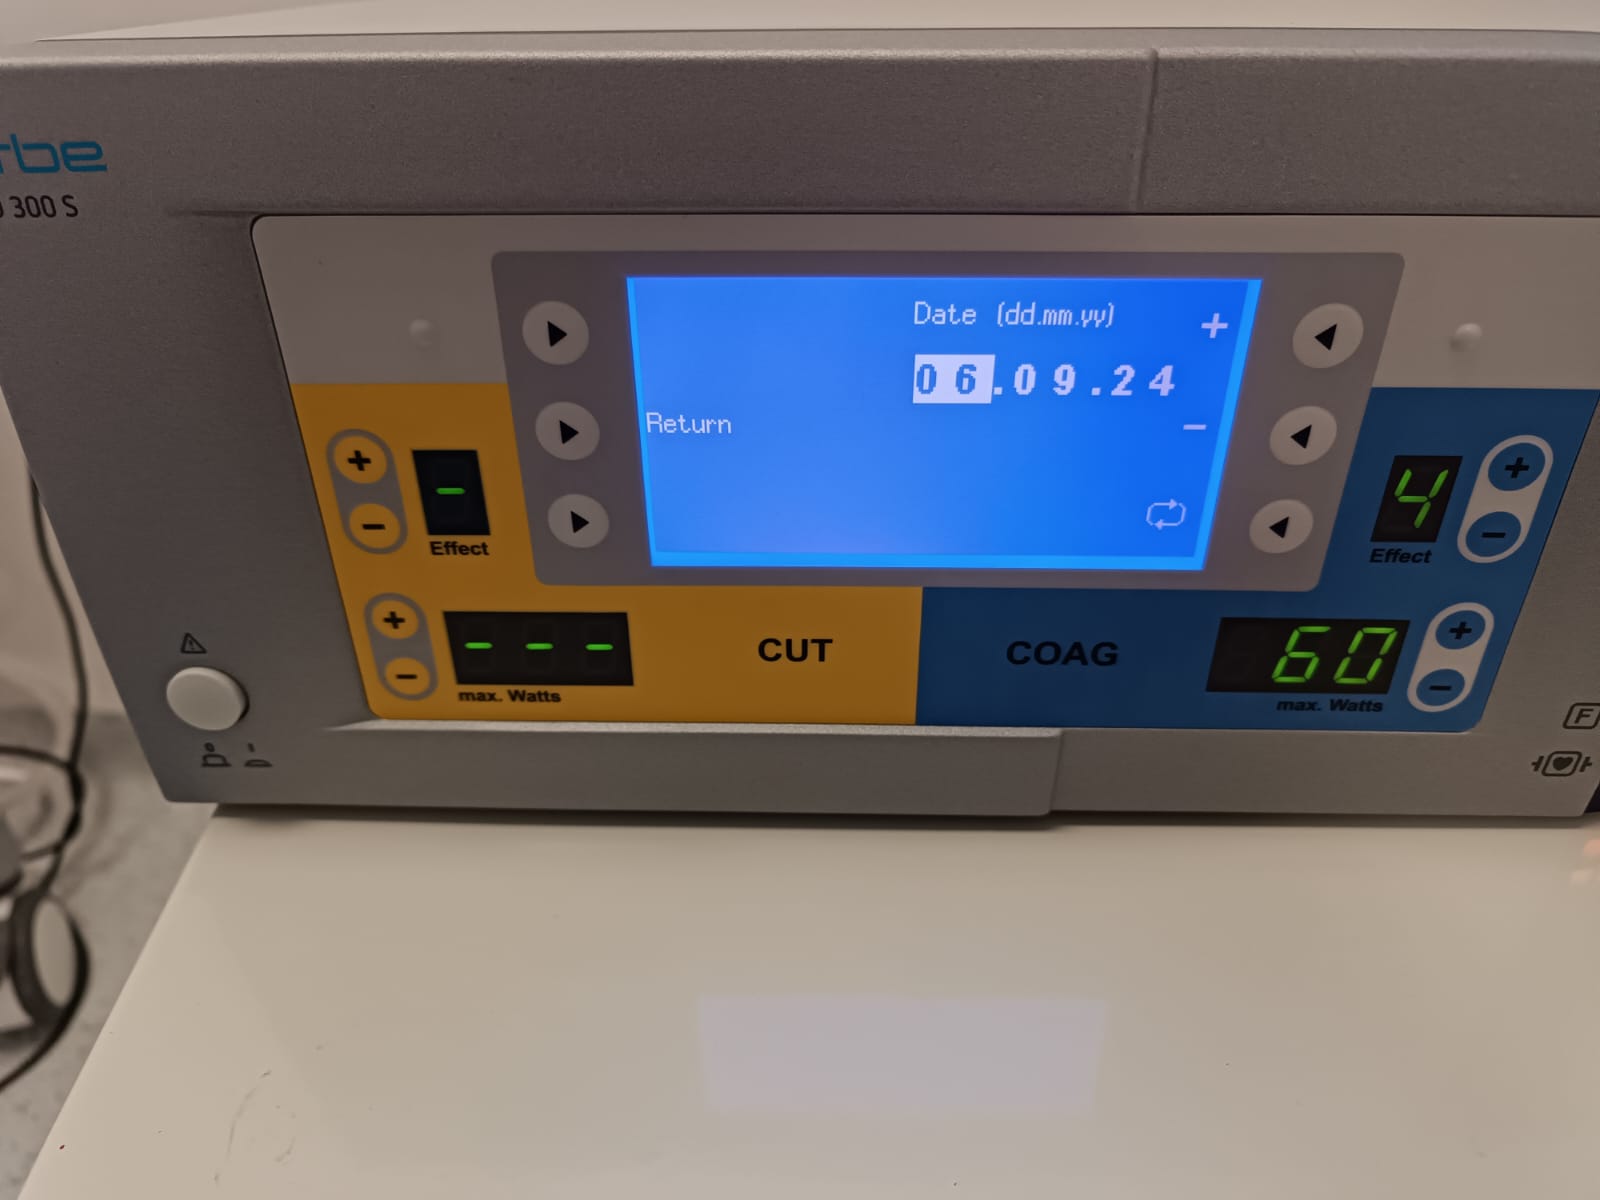 rbe
300 S
Date (dd.mm.yy)
+
06.09.24
Return
−
+
−
-
Effect
4
Effect
+
−
+
−
- - -
max. Watts
CUT
COAG
60
max. Watts
+
−
F